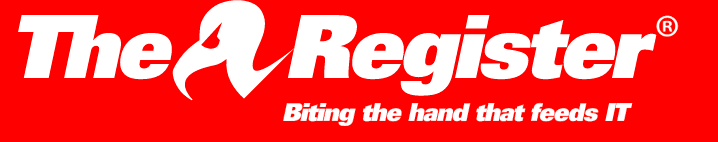 The Register®
Biting the hand that feeds IT